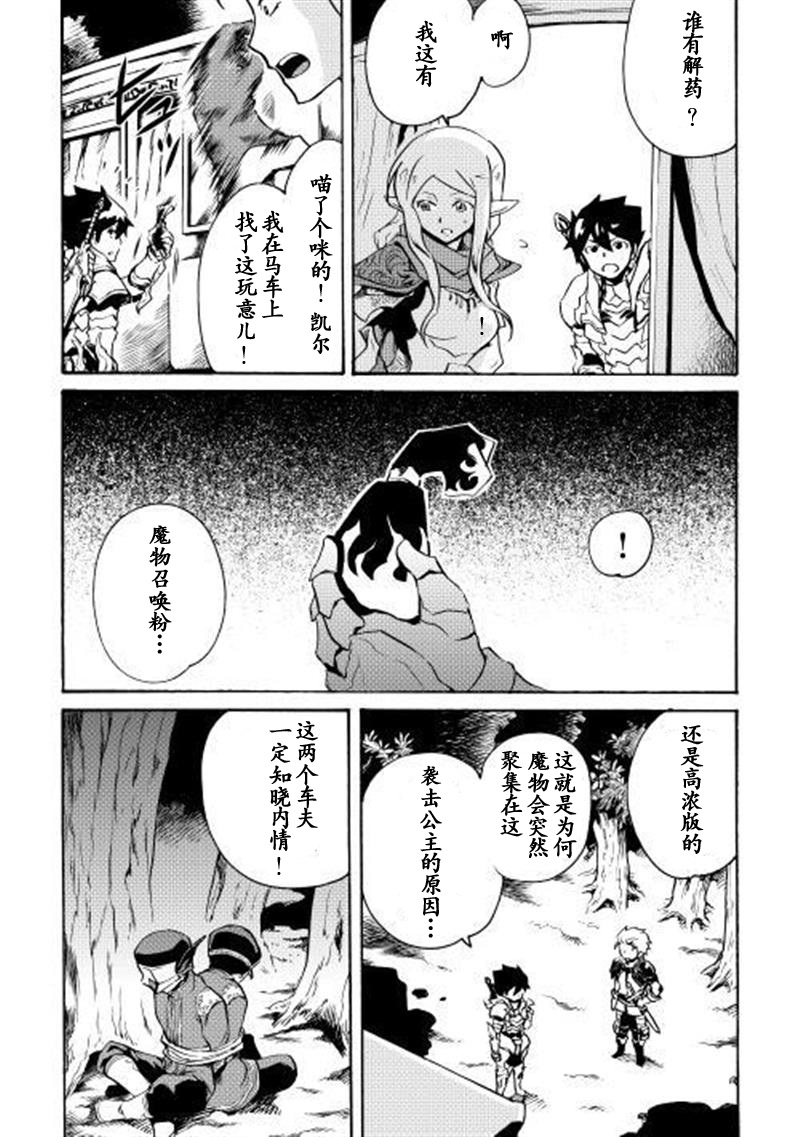 谁有解药？
啊
我这有
！
喵了个咪的！凯尔
我在马车上
找了这玩意儿！
！
魔物召唤粉…
还是高浓版的
这就是为何
魔物会突然
聚集在这
袭击公主的原因…
这两个车夫
一定知晓内情！